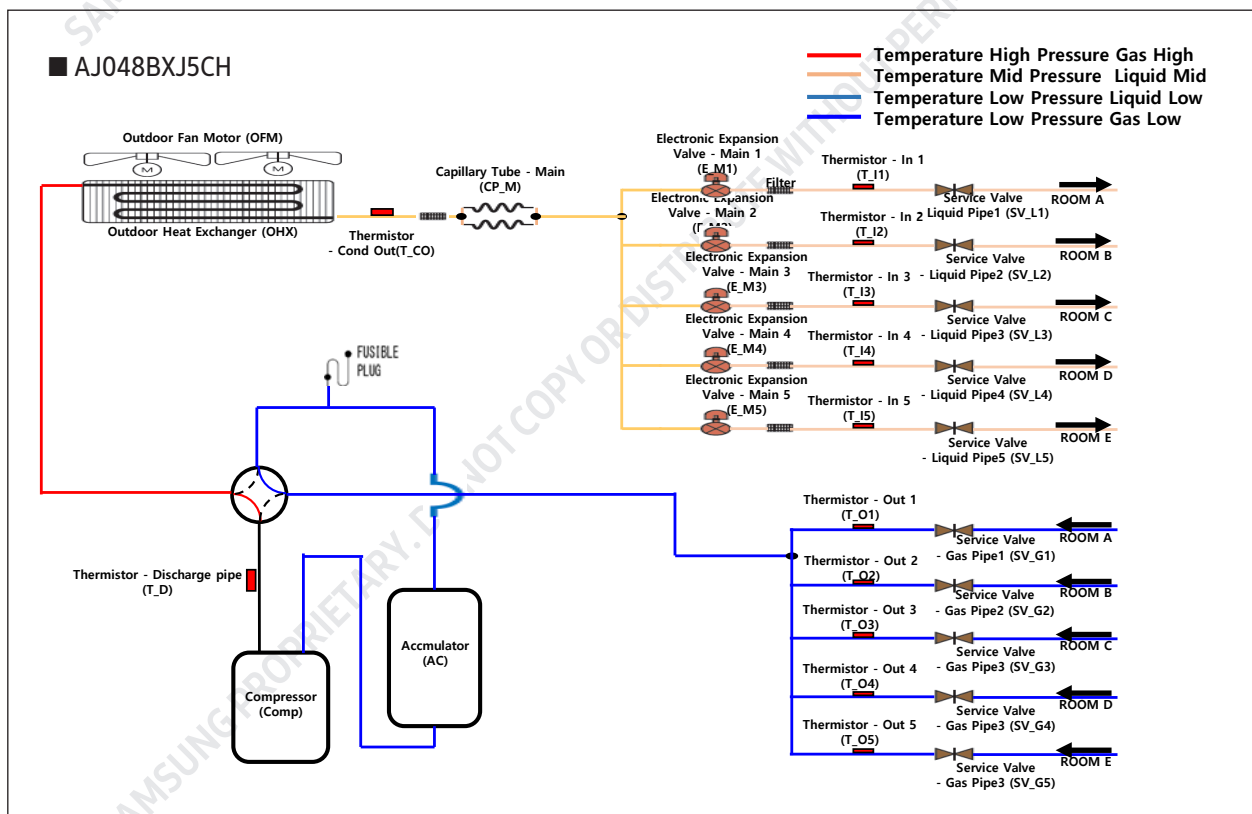 ■ AJ048BXJ5CH
Temperature High Pressure Gas High
Temperature Mid Pressure Liquid Mid
Temperature Low Pressure Liquid Low
Temperature Low Pressure Gas Low
Outdoor Fan Motor (OFM)
M
M
Outdoor Heat Exchanger (OHX)
Thermistor
- Cond Out(T_CO)
Capillary Tube - Main
(CP_M)
Electronic Expansion
Valve - Main 1
(E_M1)
Filter
Thermistor - In 1
(T_I1)
Service Valve
Liquid Pipe1 (SV_L1)
ROOM A
Electronic Expansion
Valve - Main 2
Thermistor - In 2
(T_I2)
Service Valve
- Liquid Pipe2 (SV_L2)
ROOM B
Electronic Expansion
Valve - Main 3
(E_M3)
Thermistor - In 3
(T_I3)
Service Valve
- Liquid Pipe3 (SV_L3)
ROOM C
Electronic Expansion
Valve - Main 4
(E_M4)
Thermistor - In 4
(T_I4)
Service Valve
- Liquid Pipe4 (SV_L4)
ROOM D
Electronic Expansion
Valve - Main 5
(E_M5)
Thermistor - In 5
(T_I5)
Service Valve
- Liquid Pipe5 (SV_L5)
ROOM E
FUSIBLE
PLUG
Thermistor - Discharge pipe
(T_D)
Compressor
(Comp)
Accmulator
(AC)
Thermistor - Out 1
(T_O1)
Service Valve
- Gas Pipe1 (SV_G1)
ROOM A
Thermistor - Out 2
(T_O2)
Service Valve
- Gas Pipe2 (SV_G2)
ROOM B
Thermistor - Out 3
(T_O3)
Service Valve
- Gas Pipe3 (SV_G3)
ROOM C
Thermistor - Out 4
(T_O4)
Service Valve
- Gas Pipe3 (SV_G4)
ROOM D
Thermistor - Out 5
(T_O5)
Service Valve
- Gas Pipe3 (SV_G5)
ROOM E
PROPRIETARY.
NOT COPY OR DISTRIBUTE WITHOUT